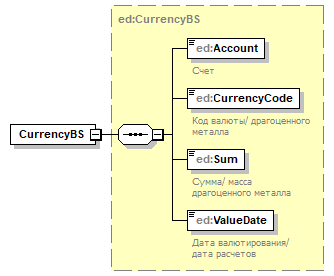 ed:CurrencyBS
ed:Account
Счет
ed:CurrencyCode
Код валюты/ драгоценного
металла
CurrencyBS
ed:Sum
Сумма/ масса
драгоценного металла
ed:ValueDate
Дата валютирования/
дата расчетов